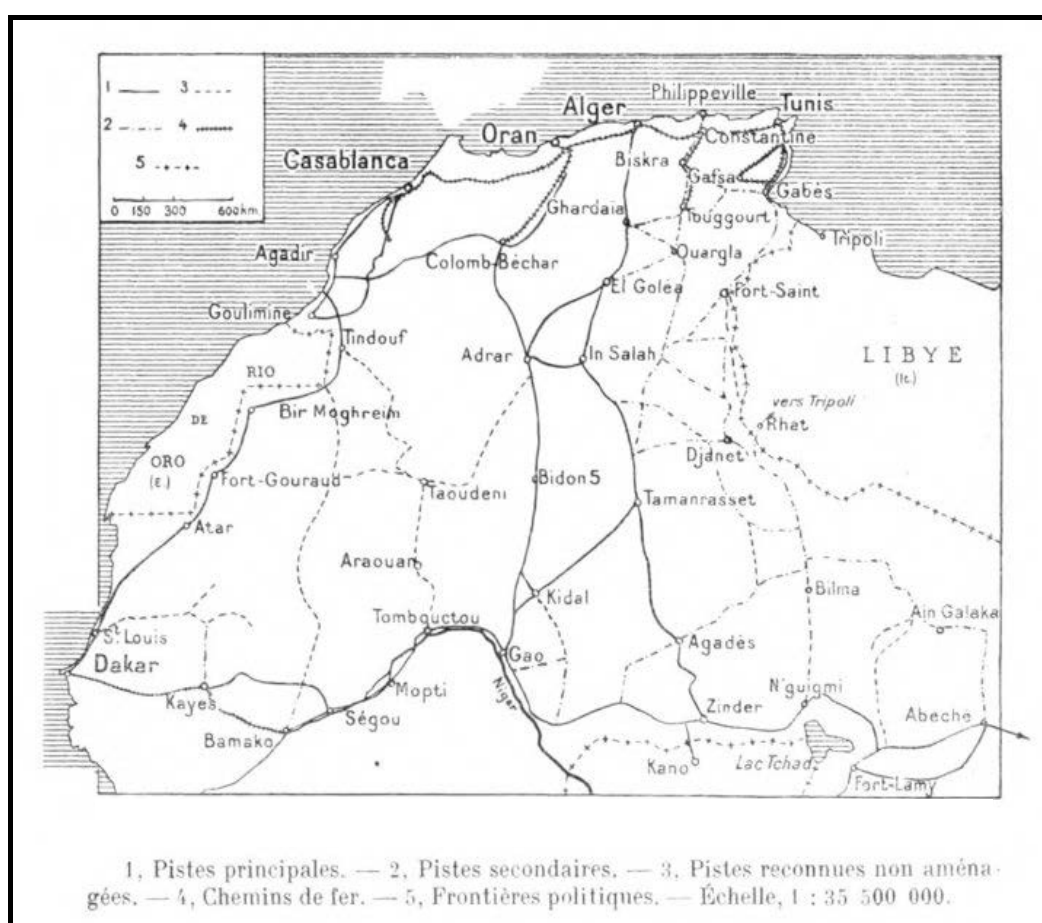 1 3
2 4
5
0 150 300 600km.
Philippeville
Alger
Tunis
Oran
Constantine
Casablanca
Biskra
Gafsa
Gabès
Ghardaïa
Touggourt
Tripoli
Agadir
Colomb-Béchar
Ouargla
El Goléa
Fort-Saint
Goulimine
Tindouf
Adrar
In Salah
LIBYE
(It.)
RIO
vers Tripoli
DE
Bir Moghreim
Rhat
ORO
(E.)
Djanet
Fort-Gouraud
Taoudeni
Bidon 5
Tamanrasset
Atar
Araouan
Kidal
Bilma
Aïn Galaka
Tombouctou
St Louis
Gao
Agadès
Dakar
Niger
Mopti
N'guigmi
Kayes
Ségou
Zinder
Abeché
Bamako
Kano
Lac Tchad
Fort-Lamy
1, Pistes principales. — 2, Pistes secondaires. — 3, Pistes reconnues non aména-
gées. — 4, Chemins de fer. — 5, Frontières politiques. — Échelle, 1 : 35 500 000.